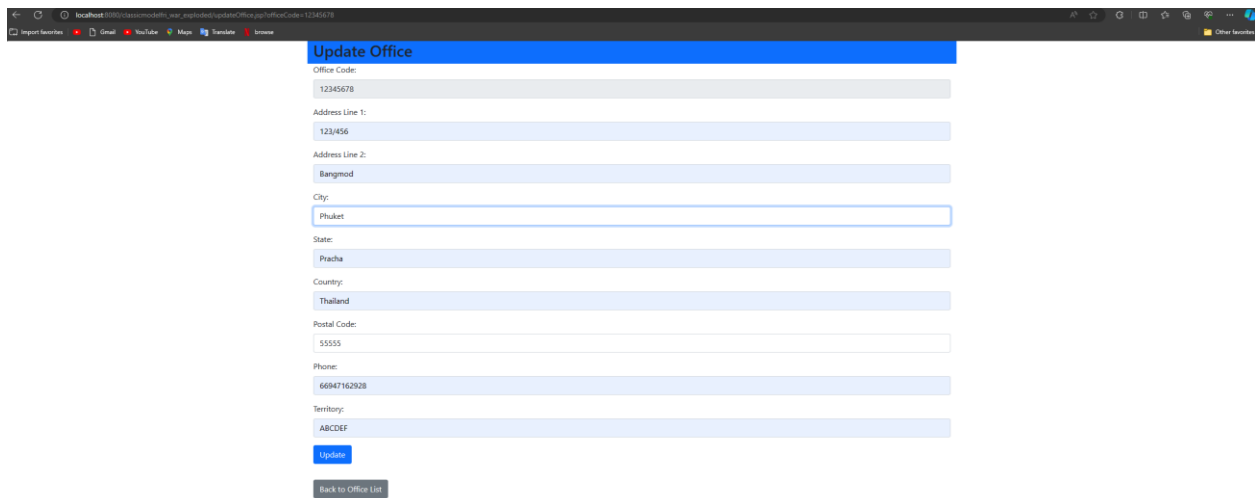 localhost:8080/classicmodelfn_war_exploded/updateOffice.jsp?officeCode=12345678
Import favorites Gmail YouTube Maps Translate browse Other favorites
Update Office
Office Code:
12345678
Address Line 1:
123/456
Address Line 2:
Bangmod
City:
Phuket
State:
Pracha
Country:
Thailand
Postal Code:
55555
Phone:
66947162928
Territory:
ABCDEF
Update
Back to Office List